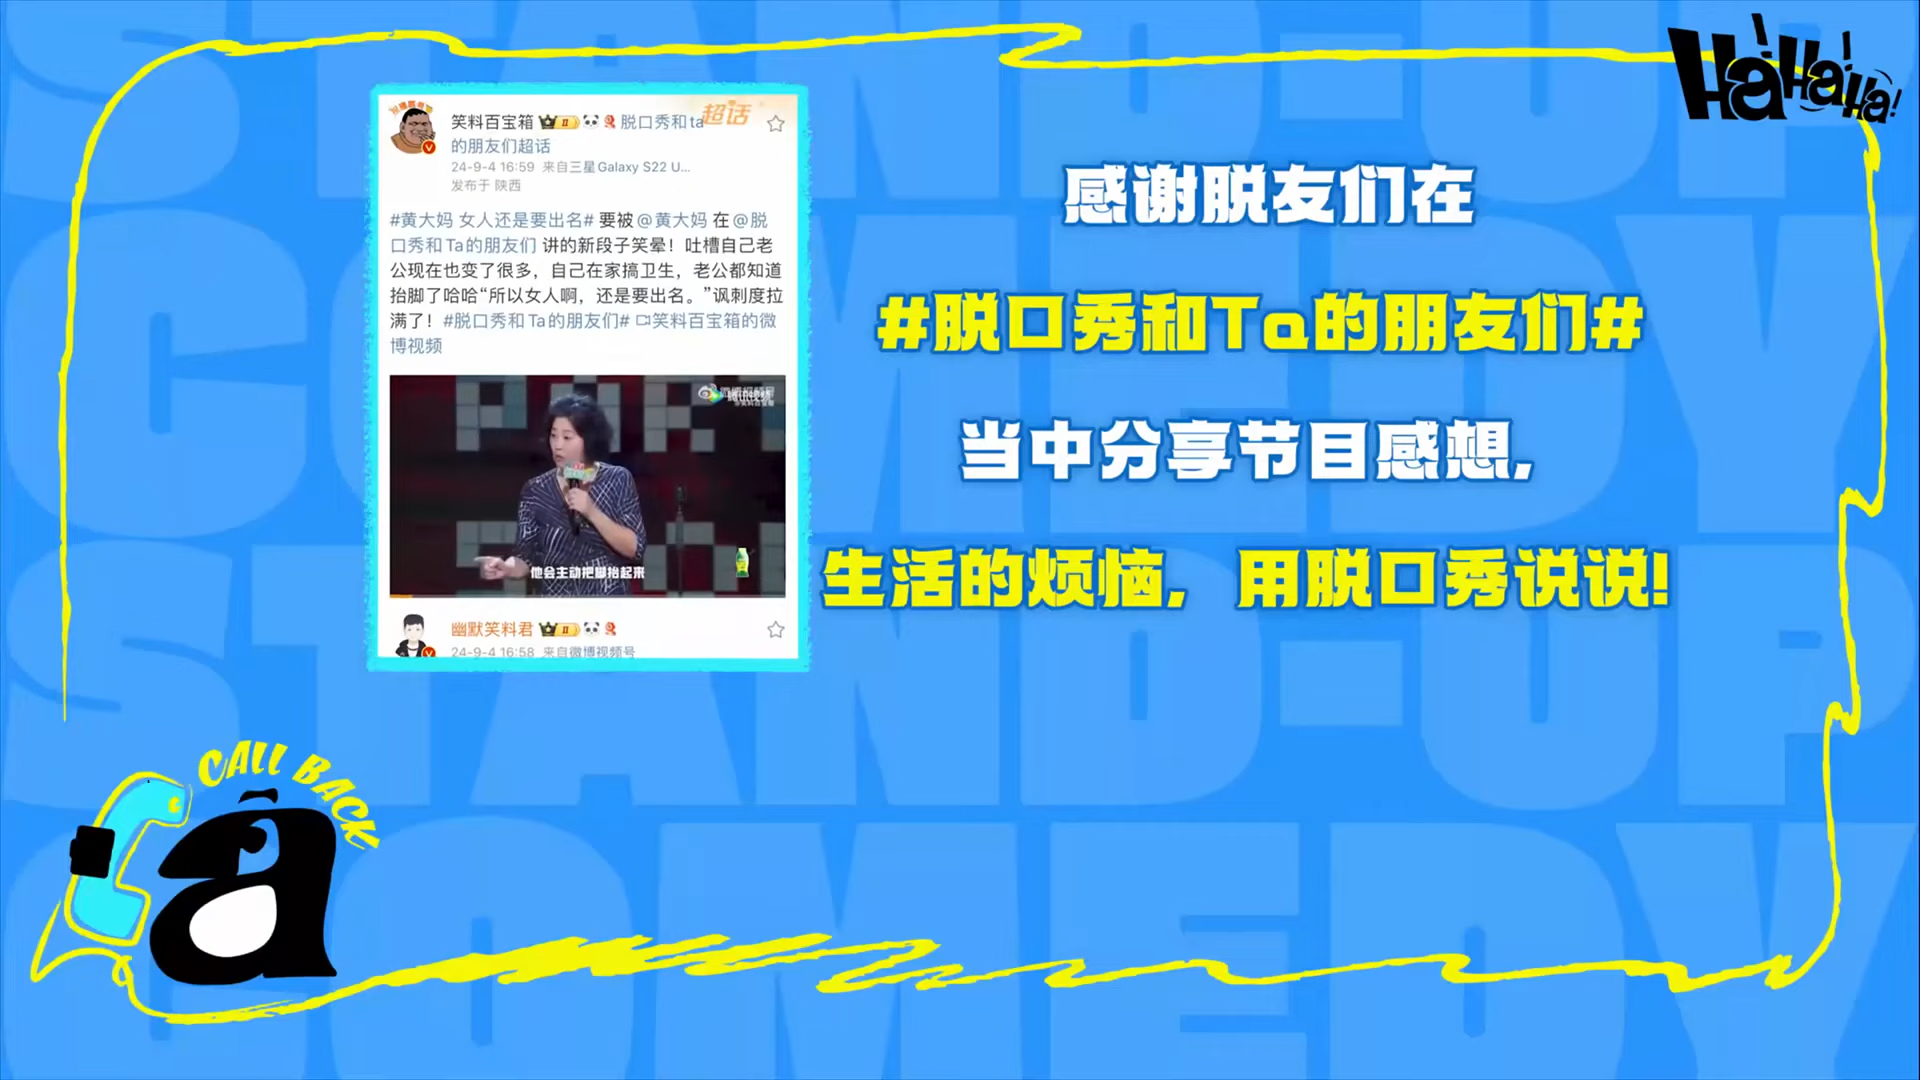 HaHaHa!
笑料百宝箱 II 脱口秀和ta
的朋友们超话
超话
24-9-4 16:59 来自三星Galaxy S22 U...
发布于 陕西
#黄大妈 女人还是要出名# 要被@黄大妈 在@脱
口秀和Ta的朋友们 讲的新段子笑晕！吐槽自己老
公现在也变了很多，自己在家搞卫生，老公都知道
抬脚了哈哈“所以女人啊，还是要出名。”讽刺度拉
满了！#脱口秀和Ta的朋友们# 笑料百宝箱的微
博视频
他会主动把脚抬起来
幽默笑料君 II
24-9-4 16:58 来自微博视频号
感谢脱友们在
#脱口秀和Ta的朋友们#
当中分享节目感想,
生活的烦恼, 用脱口秀说说!
CALL BACK
a
STAND-UP
COMEDY
STAND-UP
COMEDY